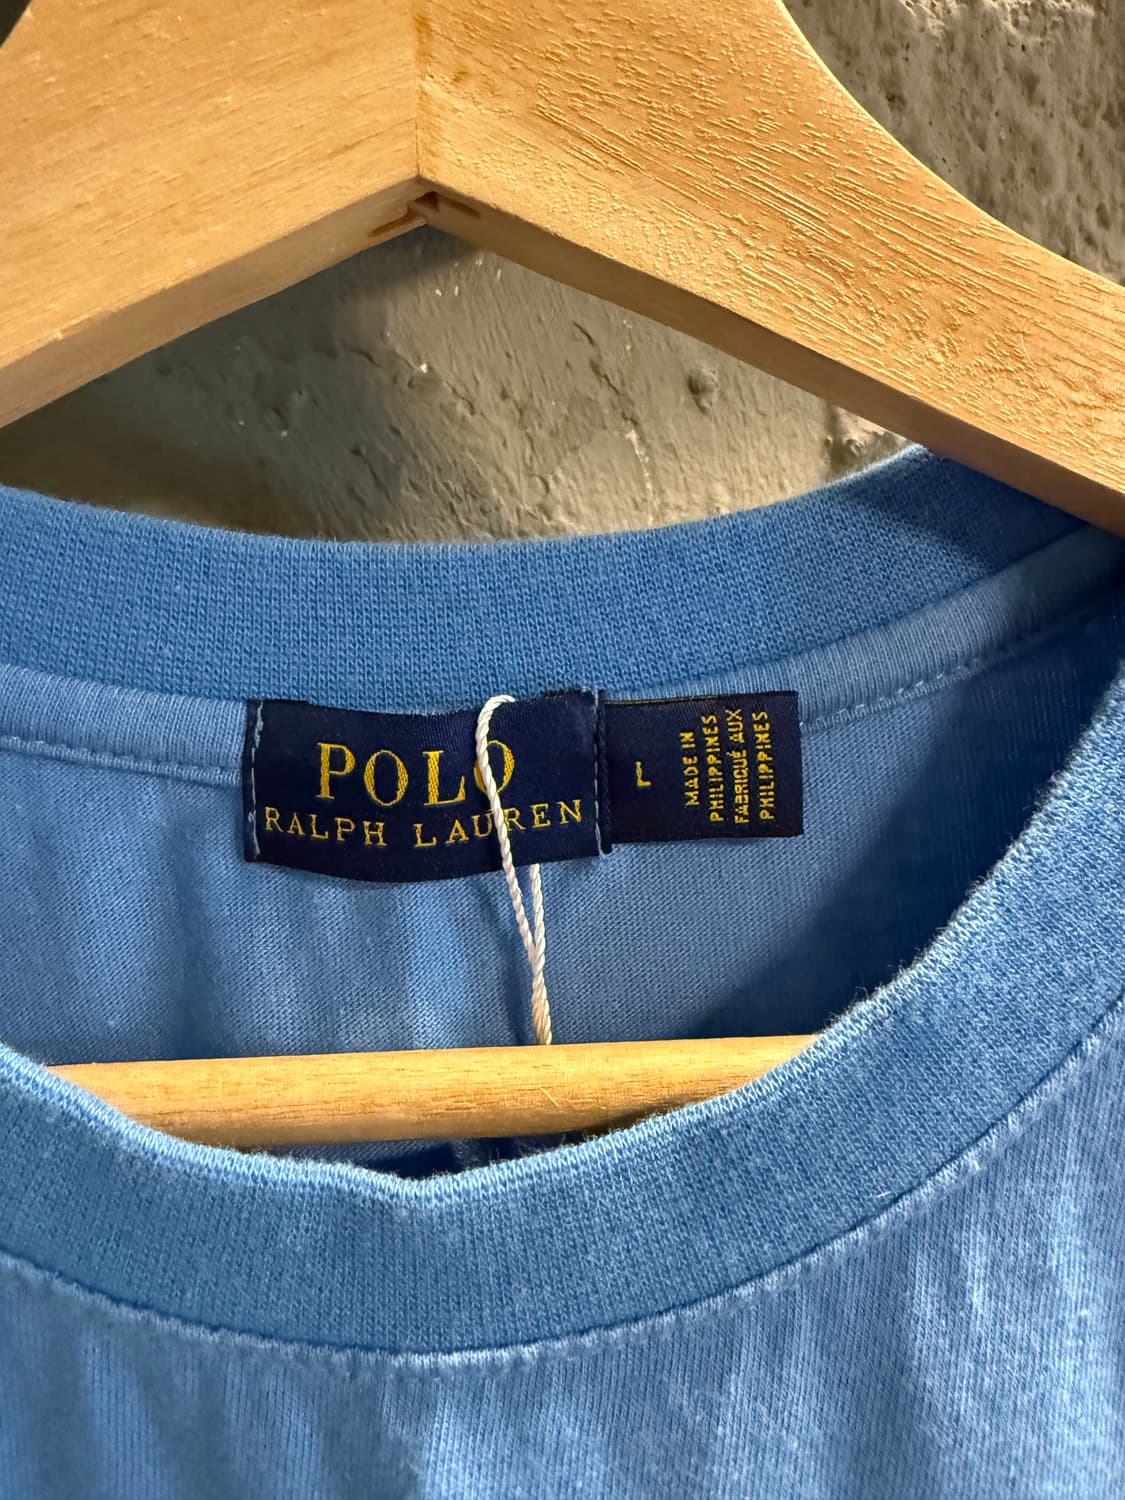 POLO
RALPH LAUREN
L
MADE IN
PHILIPPINES
FABRIQUÉ AUX
PHILIPPINES